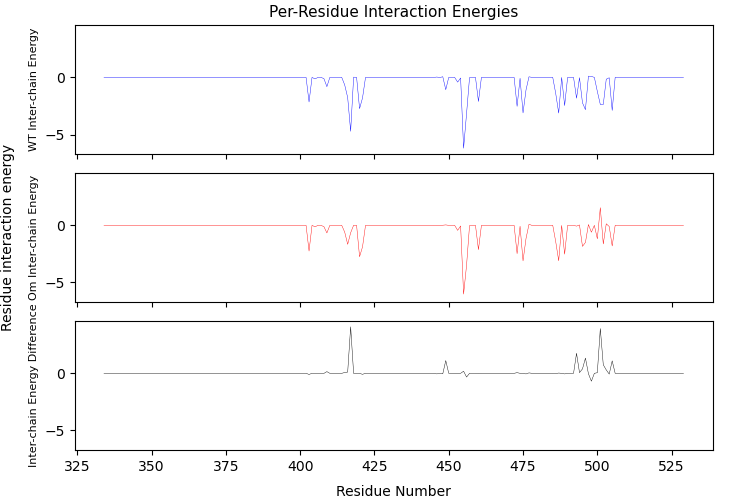 Per-Residue Interaction Energies
Residue interaction energy
WT Inter-chain Energy
0
−5
Om Inter-chain Energy
0
−5
Inter-chain Energy Difference
0
−5
325 350 375 400 425 450 475 500 525
Residue Number